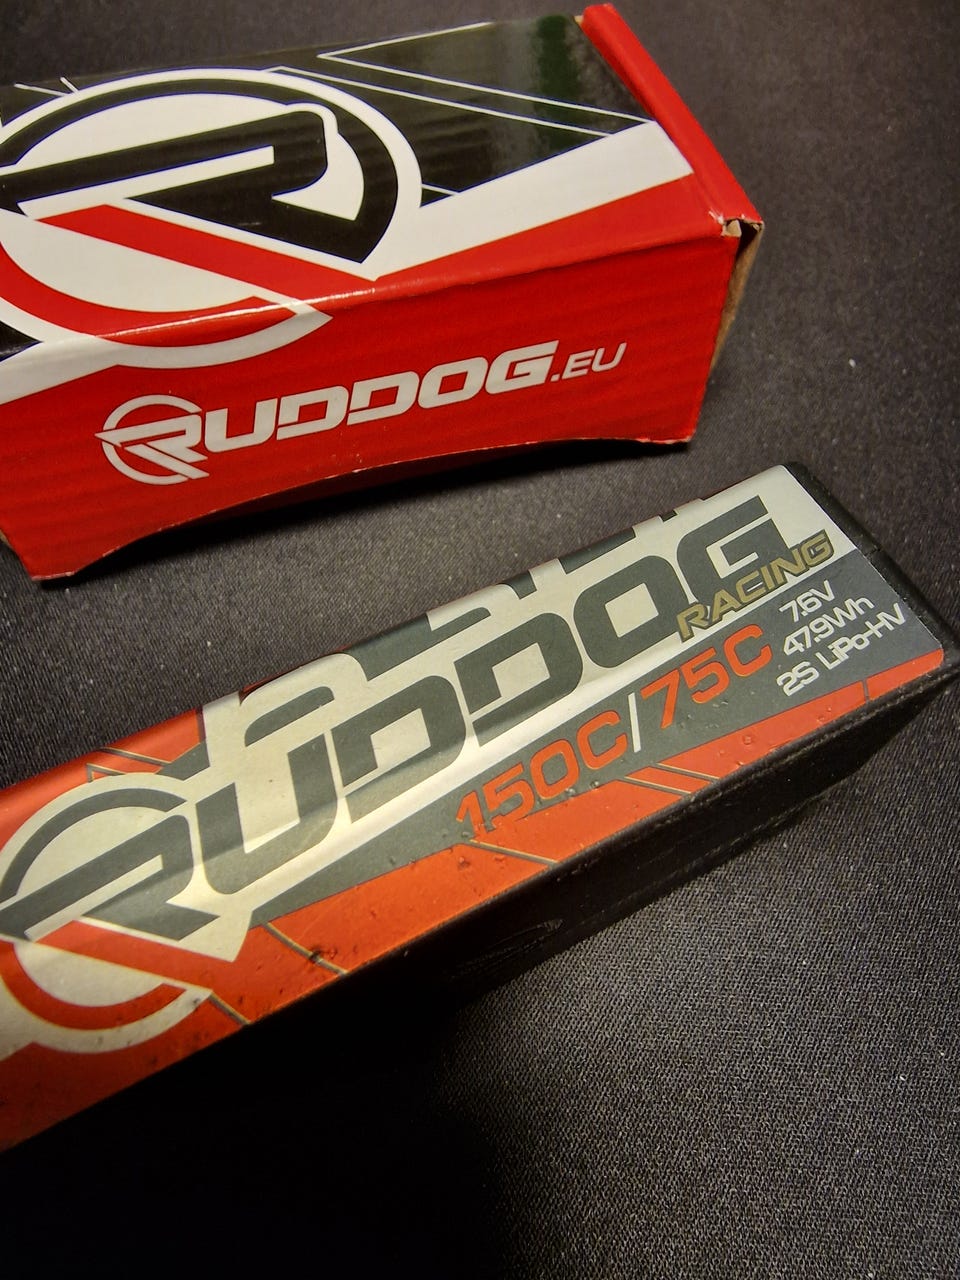 RUDDOG.EU
RUDDOG
RACING
150C/75C
7.6V
47.9Wh
2S LiPo-HV